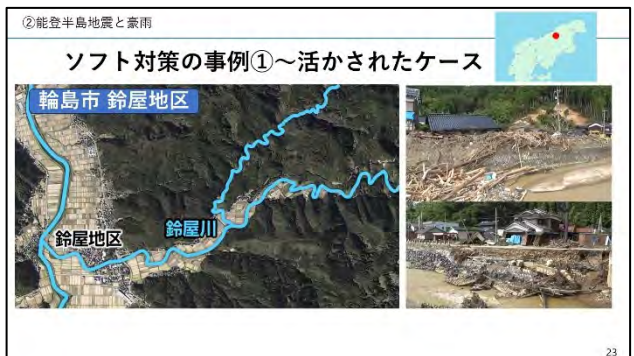 ②能登半島地震と豪雨
ソフト対策の事例①～活かされたケース
輪島市 鈴屋地区
鈴屋川
鈴屋地区
23